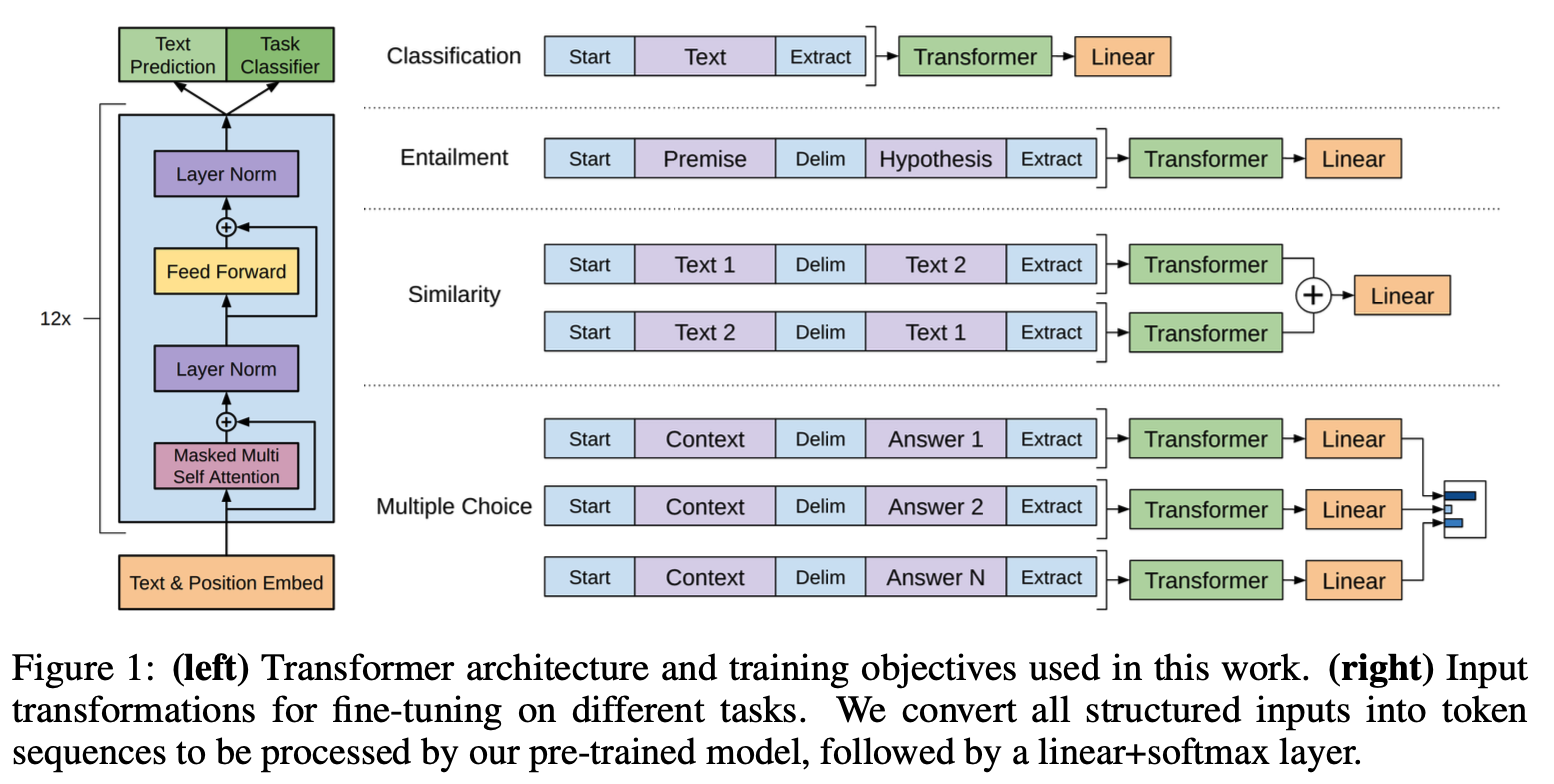 Text
Prediction
Task
Classifier
12x
Layer Norm
+
Feed Forward
Layer Norm
+
Masked Multi
Self Attention
Text & Position Embed
Classification Start Text Extract Transformer Linear
Entailment Start Premise Delim Hypothesis Extract Transformer Linear
Similarity
Start Text 1 Delim Text 2 Extract Transformer
+ Linear
Start Text 2 Delim Text 1 Extract Transformer
Multiple Choice
Start Context Delim Answer 1 Extract Transformer Linear
Start Context Delim Answer 2 Extract Transformer Linear
Start Context Delim Answer N Extract Transformer Linear
Figure 1: (left) Transformer architecture and training objectives used in this work. (right) Input
transformations for fine-tuning on different tasks. We convert all structured inputs into token
sequences to be processed by our pre-trained model, followed by a linear+softmax layer.